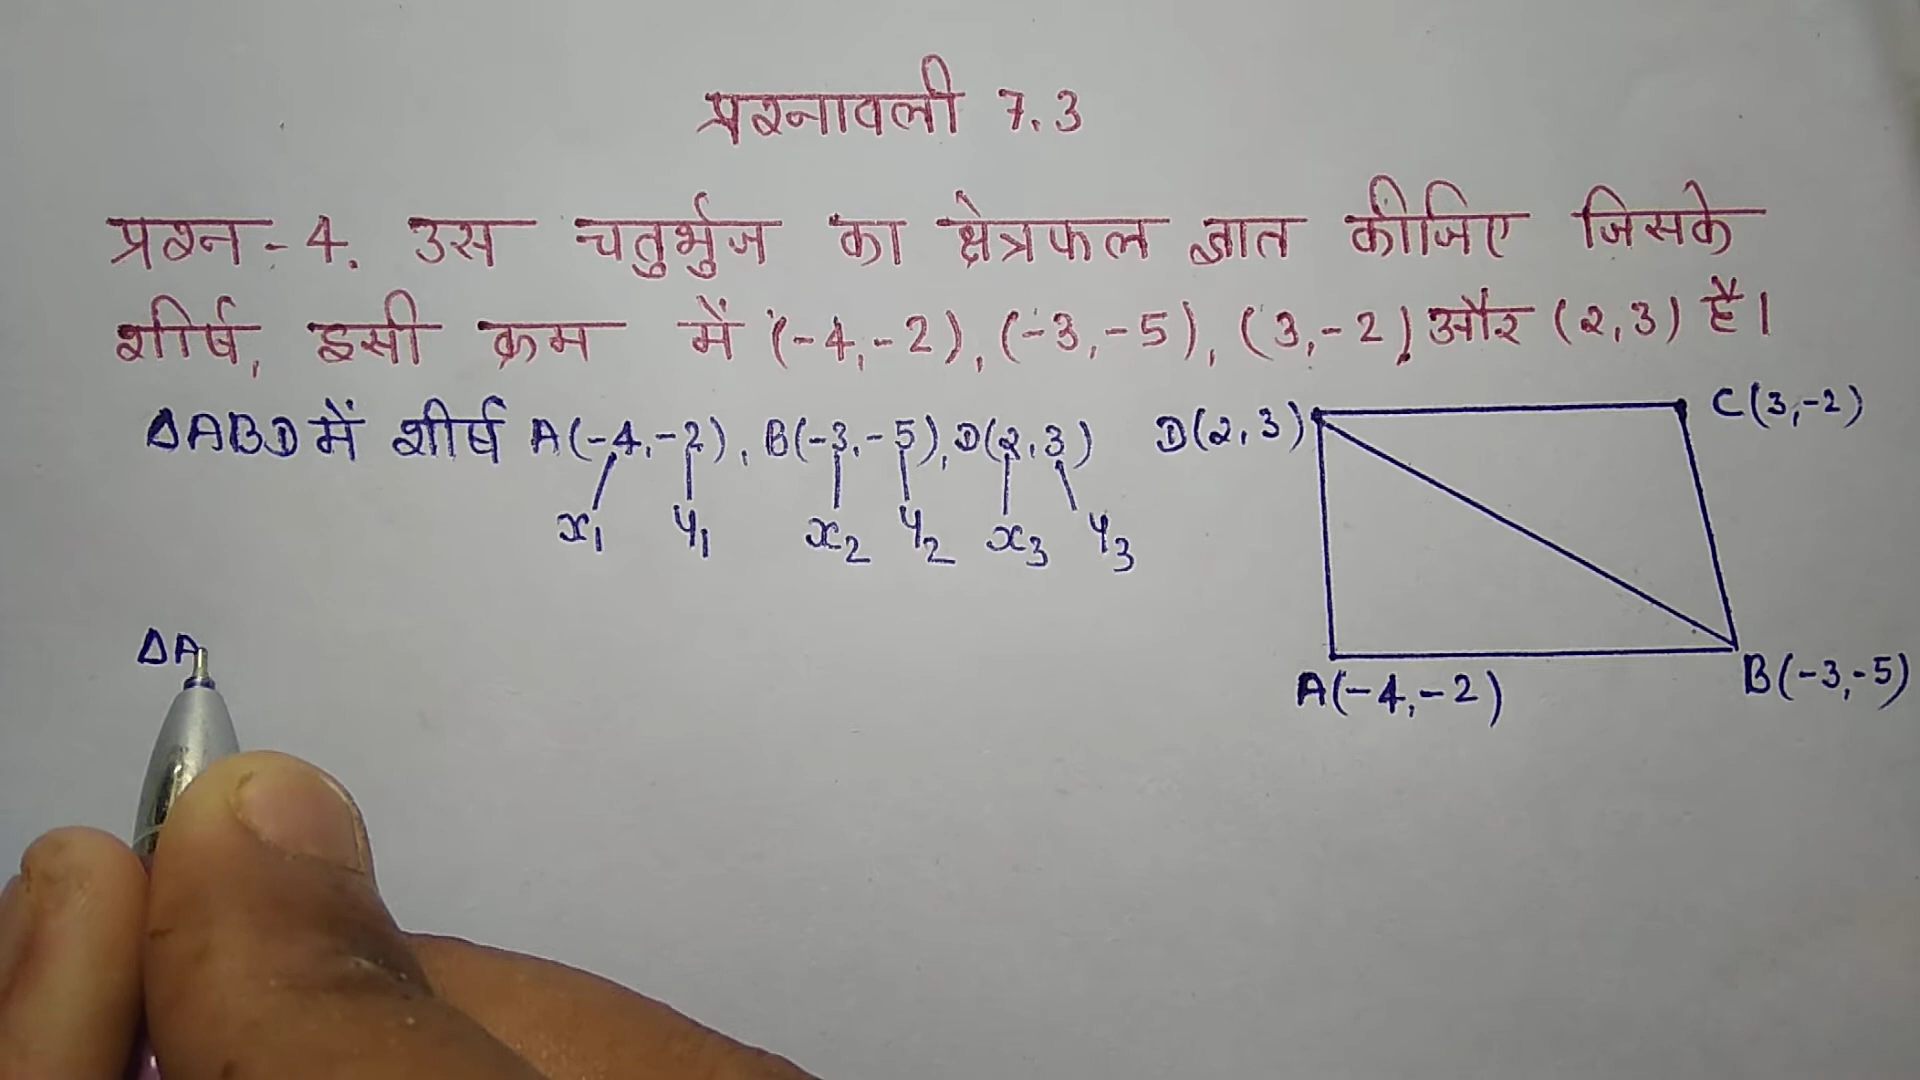 प्रश्नावली 7.3
प्रश्न-4. उस चतुर्भुज का क्षेत्रफल ज्ञात कीजिए जिसके
शीर्ष, इसी क्रम में (-4,-2), (-3,-5), (3,-2) और (2,3) है।
ΔABD में शीर्ष A(-4,-2), B(-3,-5), D(2,3)
x₁ y₁ x₂ y₂ x₃ y₃
D(2,3) C(3,-2)
A(-4,-2) B(-3,-5)
ΔA